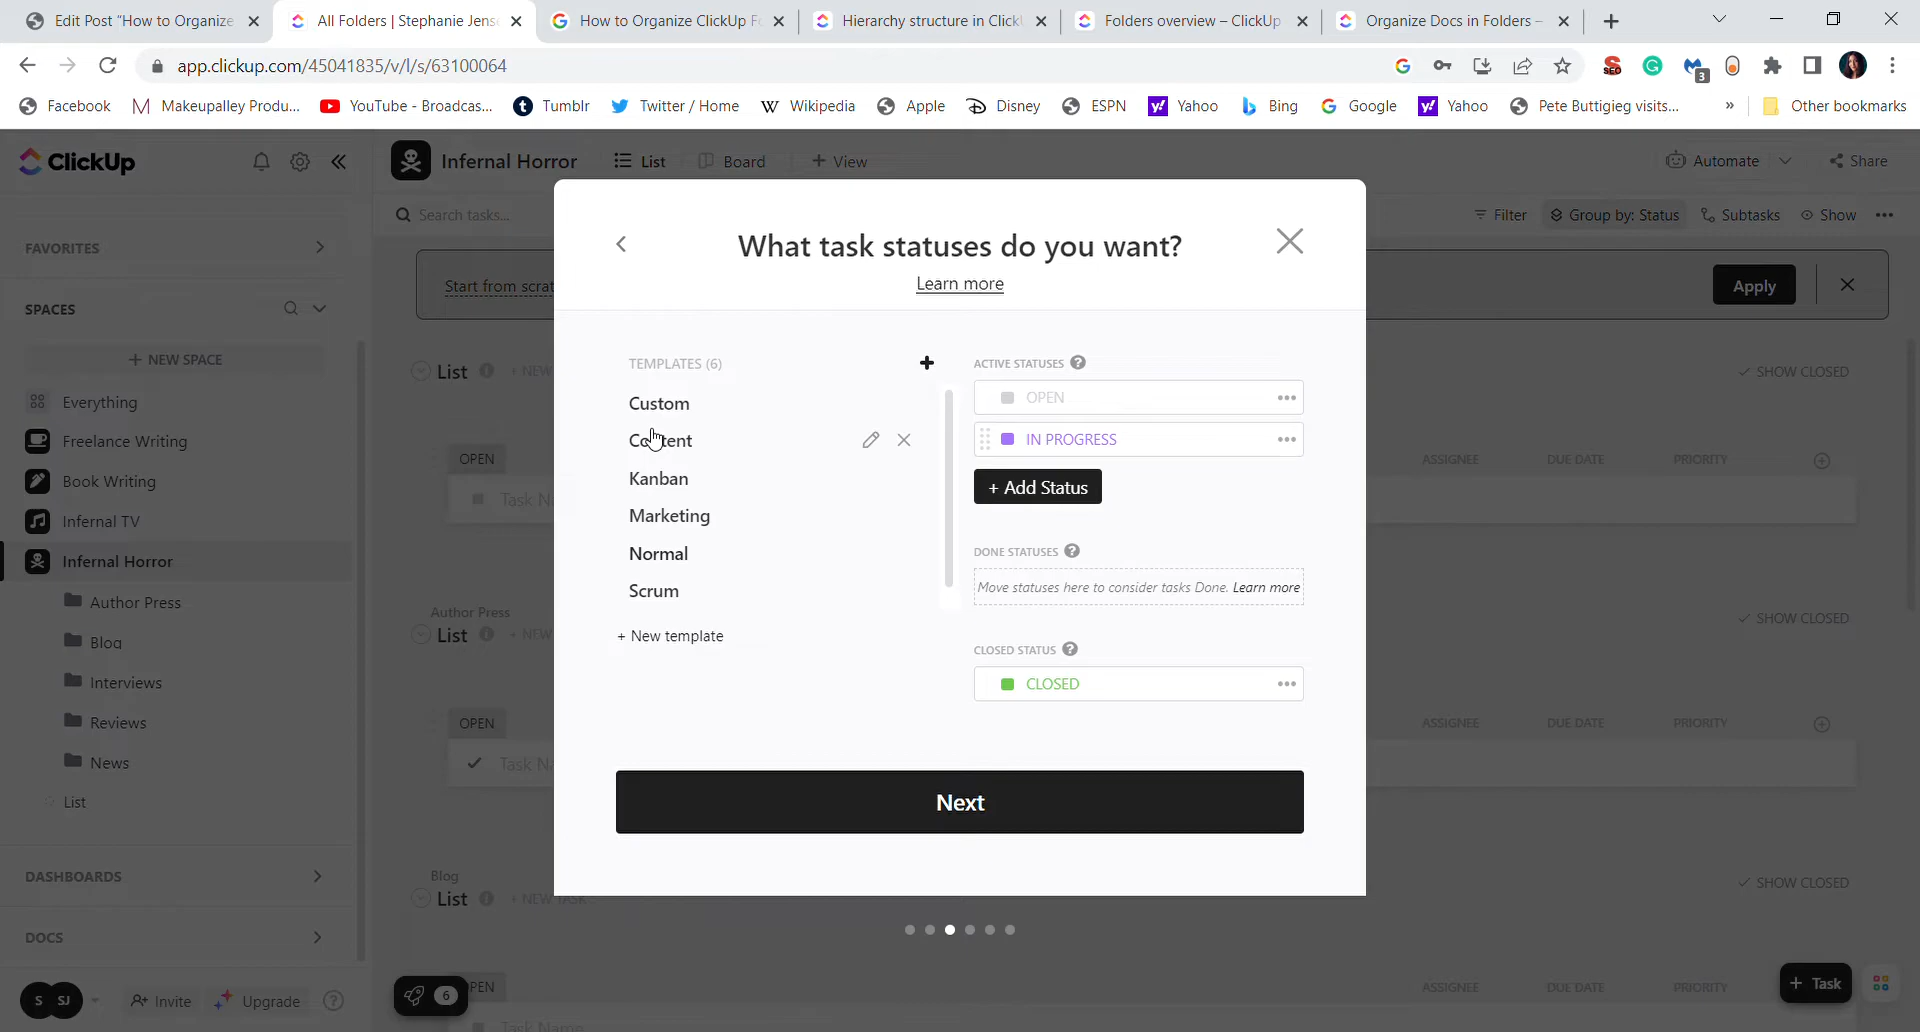 Edit Post "How to Organize
All Folders | Stephanie Jens
How to Organize ClickUp Fo
Hierarchy structure in Click
Folders overview – ClickUp
Organize Docs in Folders –
app.clickup.com/45041835/v/l/s/63100064
3
Facebook
Makeupalley Produ...
YouTube - Broadcas...
Tumblr
Twitter / Home
Wikipedia
Apple
Disney
ESPN
Yahoo
Bing
Google
Yahoo
Pete Buttigieg visits...
»
Other bookmarks
ClickUp
Infernal Horror
List
Board
+ View
Automate
Share
Search tasks...
Filter
Group by: Status
Subtasks
Show
FAVORITES
Start from scrat
Apply
SPACES
+ NEW SPACE
Everything
Freelance Writing
Book Writing
Infernal TV
Infernal Horror
Author Press
Blog
Interviews
Reviews
News
List
DASHBOARDS
DOCS
S SJ
Invite
Upgrade
?
List
+ NEW
SHOW CLOSED
OPEN
ASSIGNEE
DUE DATE
PRIORITY
Task N
Author Press
List
+ NEW
SHOW CLOSED
OPEN
ASSIGNEE
DUE DATE
PRIORITY
Task N
Blog
List
+ NEW TASK
SHOW CLOSED
PEN
ASSIGNEE
DUE DATE
PRIORITY
Task Name
6
+ Task
What task statuses do you want?
Learn more
TEMPLATES (6)
Custom
Content
Kanban
Marketing
Normal
Scrum
+ New template
ACTIVE STATUSES ?
OPEN
IN PROGRESS
+ Add Status
DONE STATUSES ?
Move statuses here to consider tasks Done. Learn more
CLOSED STATUS ?
CLOSED
Next